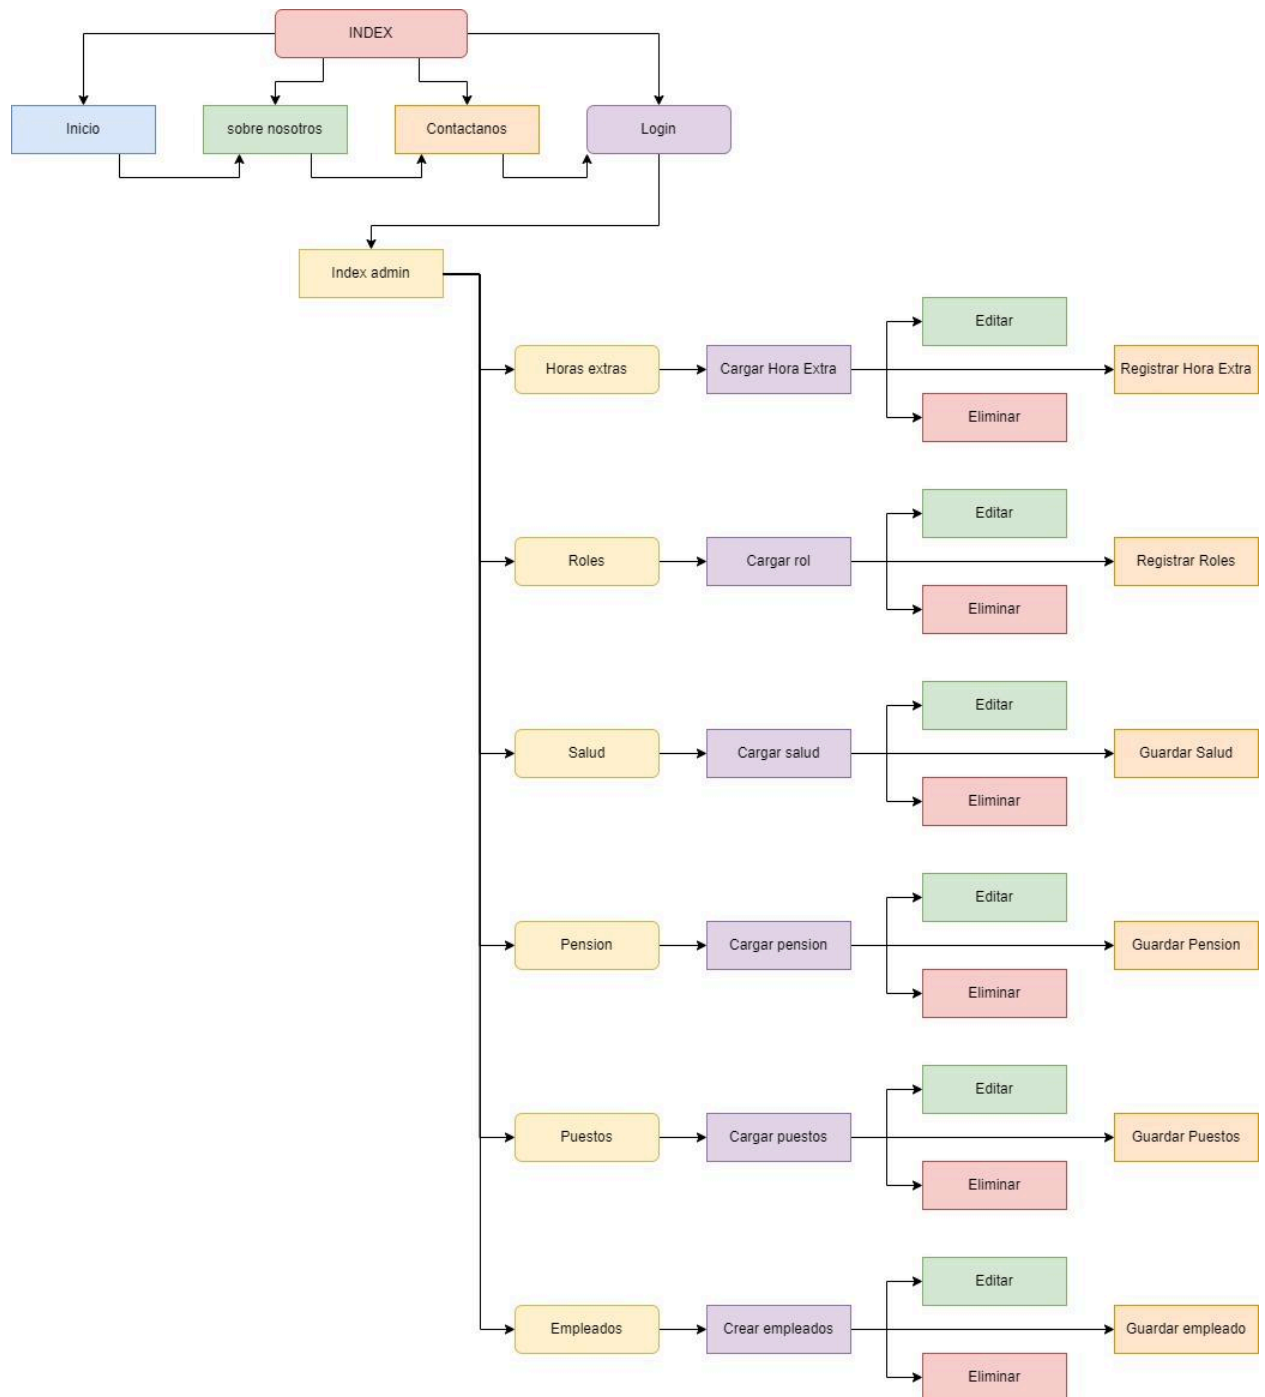 INDEX
Inicio
sobre nosotros
Contactanos
Login
Index admin
Editar
Horas extras
Cargar Hora Extra
Registrar Hora Extra
Eliminar
Editar
Roles
Cargar rol
Registrar Roles
Eliminar
Editar
Salud
Cargar salud
Guardar Salud
Eliminar
Editar
Pension
Cargar pension
Guardar Pension
Eliminar
Editar
Puestos
Cargar puestos
Guardar Puestos
Eliminar
Editar
Empleados
Crear empleados
Guardar empleado
Eliminar